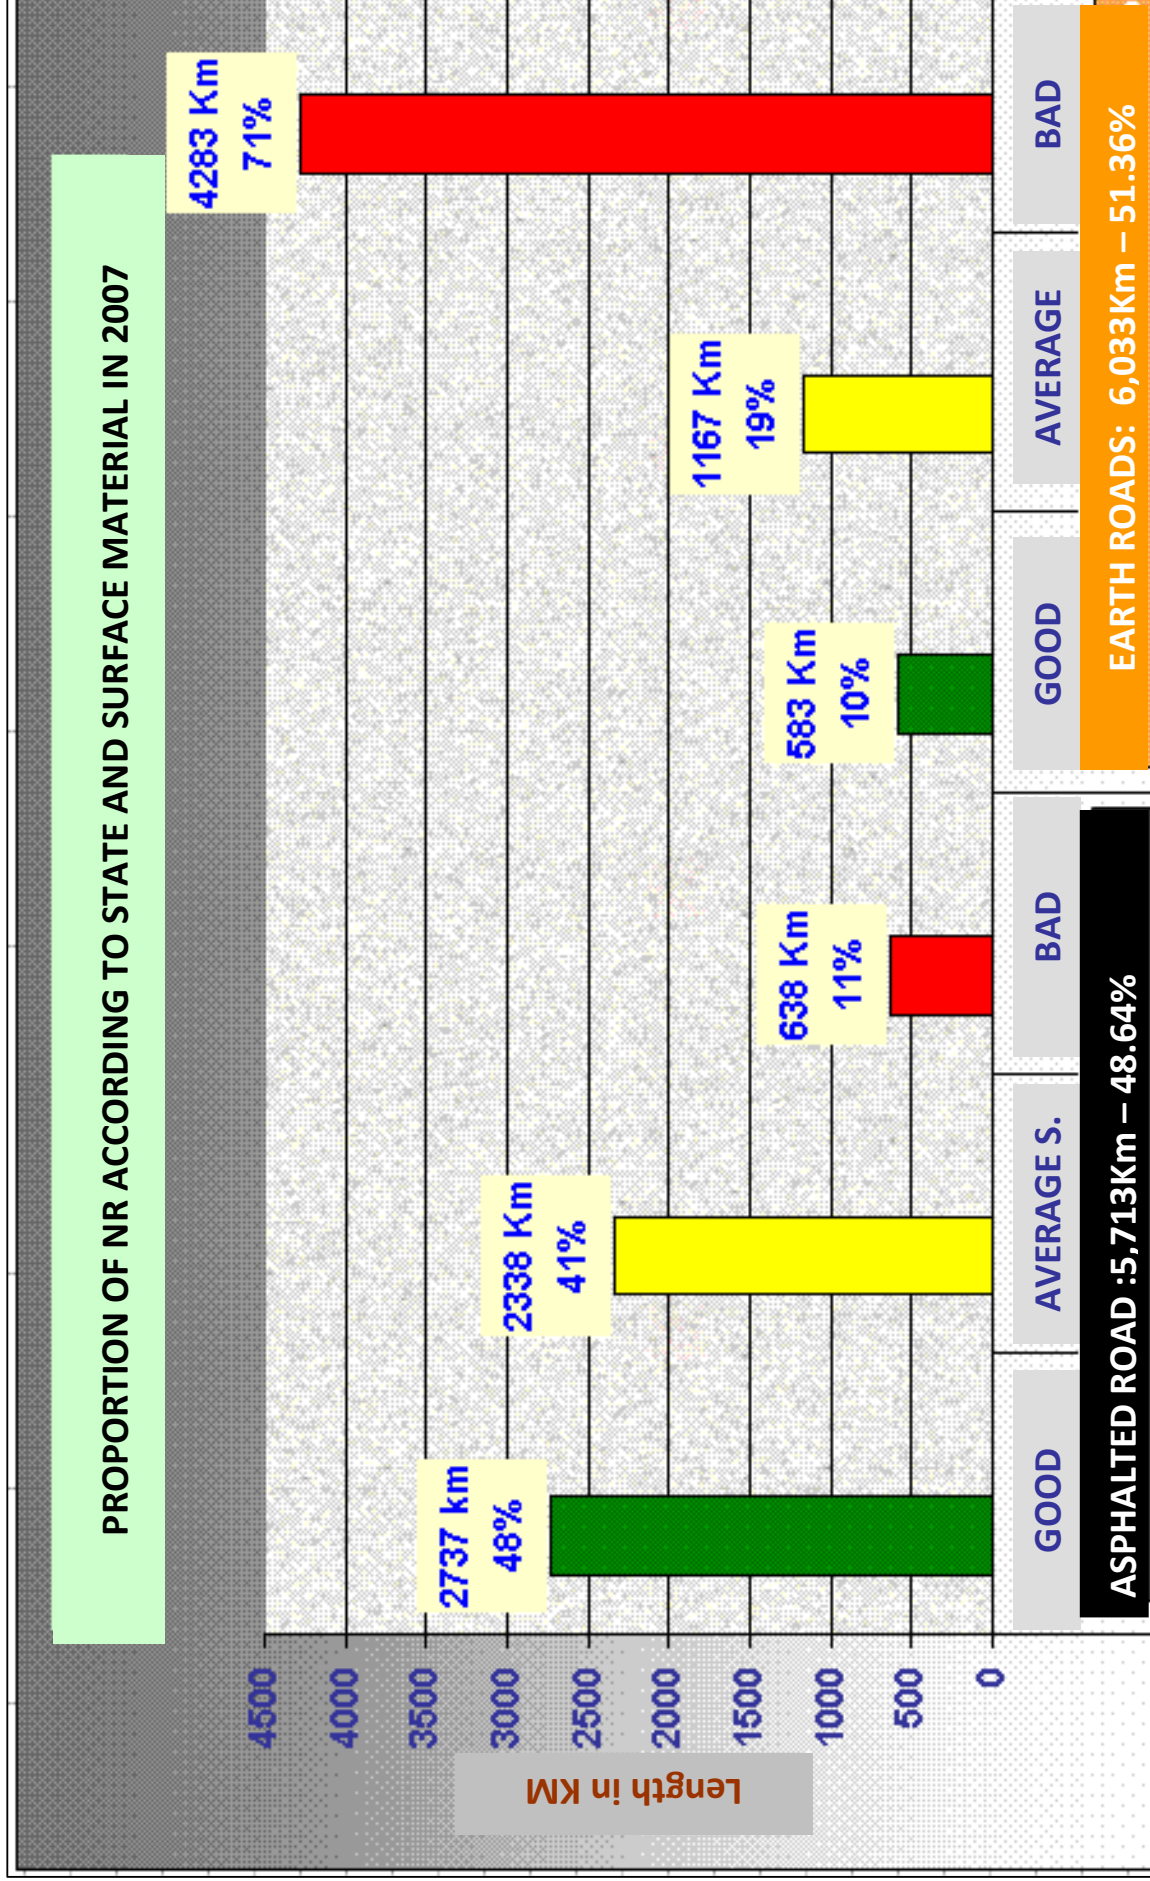 PROPORTION OF NR ACCORDING TO STATE AND SURFACE MATERIAL IN 2007
Length in KM
4500
4000
3500
3000
2500
2000
1500
1000
500
0
2737 km
48%
2338 Km
41%
638 Km
11%
583 Km
10%
1167 Km
19%
4283 Km
71%
GOOD
AVERAGE S.
BAD
GOOD
AVERAGE
BAD
ASPHALTED ROAD :5,713Km – 48.64%
EARTH ROADS: 6,033Km – 51.36%